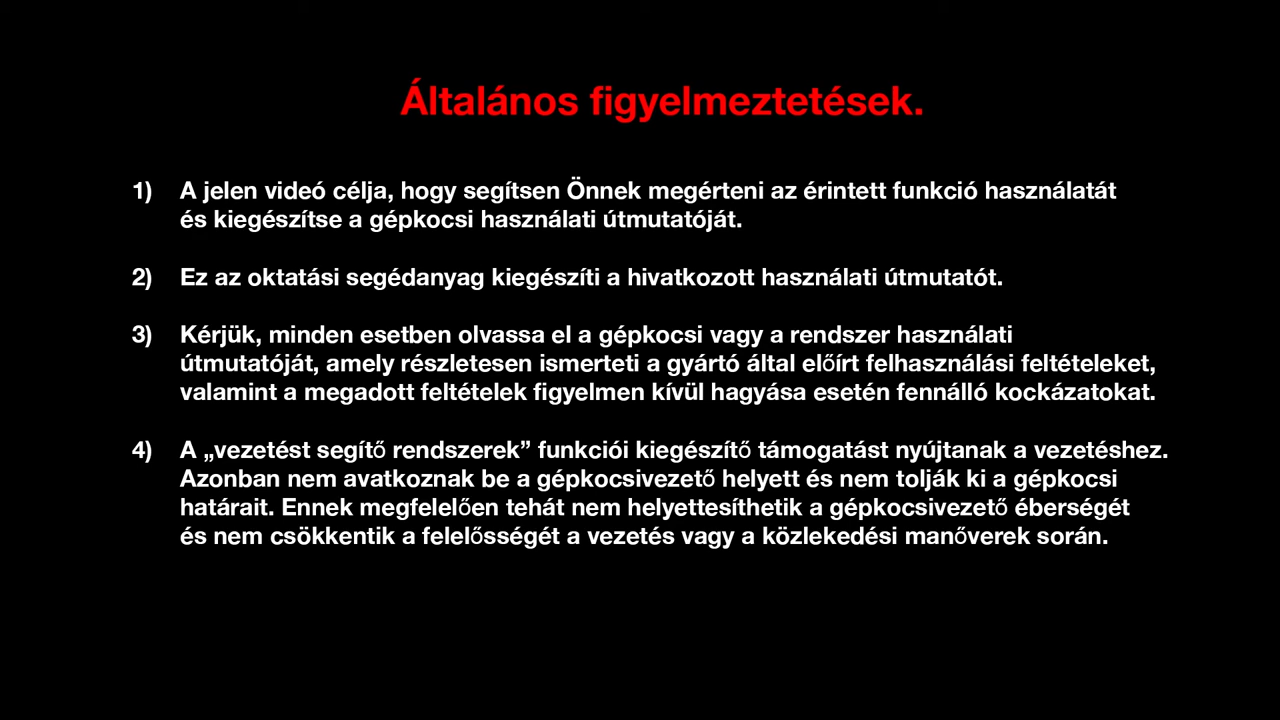 Általános figyelmeztetések.
1) A jelen videó célja, hogy segítsen Önnek megérteni az érintett funkció használatát
és kiegészítse a gépkocsi használati útmutatóját.
2) Ez az oktatási segédanyag kiegészíti a hivatkozott használati útmutatót.
3) Kérjük, minden esetben olvassa el a gépkocsi vagy a rendszer használati
útmutatóját, amely részletesen ismerteti a gyártó által előírt felhasználási feltételeket,
valamint a megadott feltételek figyelmen kívül hagyása esetén fennálló kockázatokat.
4) A „vezetést segítő rendszerek” funkciói kiegészítő támogatást nyújtanak a vezetéshez.
Azonban nem avatkoznak be a gépkocsivezető helyett és nem tolják ki a gépkocsi
határait. Ennek megfelelően tehát nem helyettesíthetik a gépkocsivezető éberségét
és nem csökkentik a felelősségét a vezetés vagy a közlekedési manőverek során.